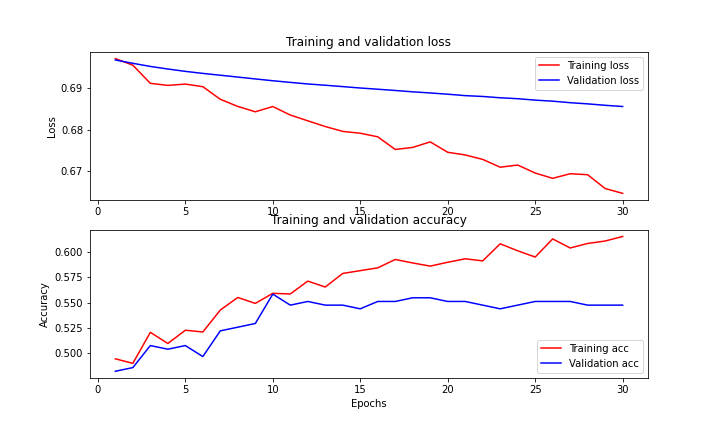 Training and validation loss
Training loss
Validation loss
0.69
0.68
0.67
Loss
0 5 10 15 20 25 30
Training and validation accuracy
0.600
0.575
0.550
0.525
0.500
Accuracy
Training acc
Validation acc
0 5 10 15 20 25 30
Epochs